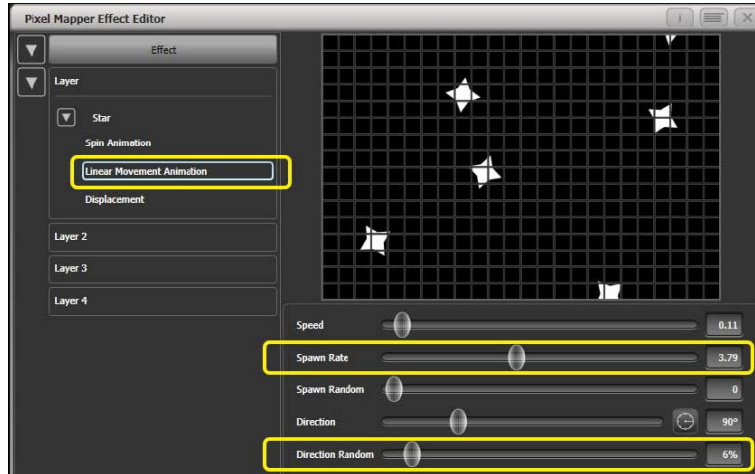 Pixel Mapper Effect Editor
Effect
Layer
Star
Spin Animation
Linear Movement Animation
Displacement
Layer 2
Layer 3
Layer 4
Speed 0.11
Spawn Rate 3.79
Spawn Random 0
Direction 90°
Direction Random 6%